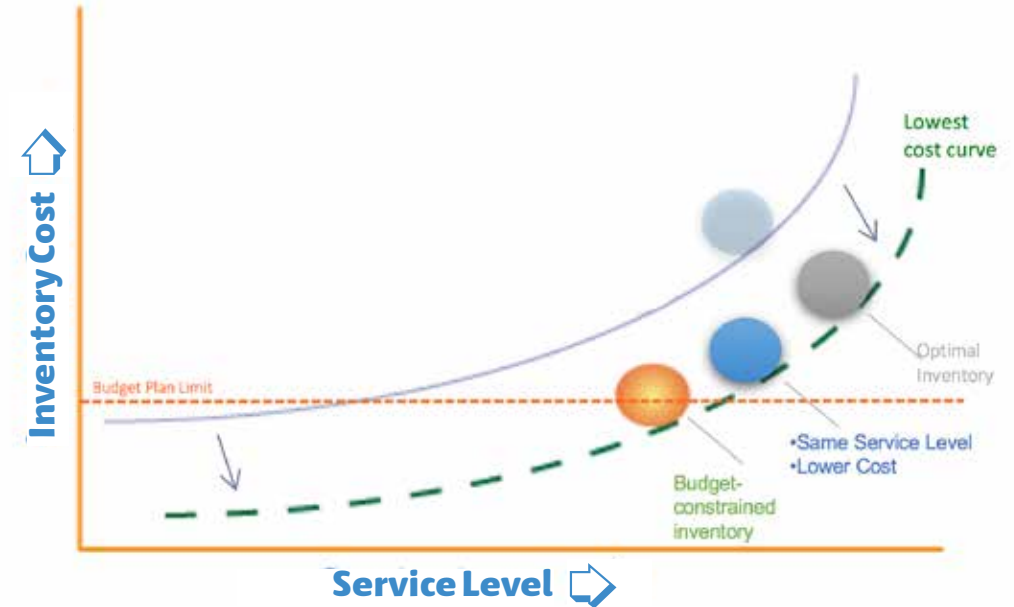 Inventory Cost
Lowest
cost curve
Optimal
Inventory
Budget Plan Limit
•Same Service Level
•Lower Cost
Budget-
constrained
inventory
Service Level